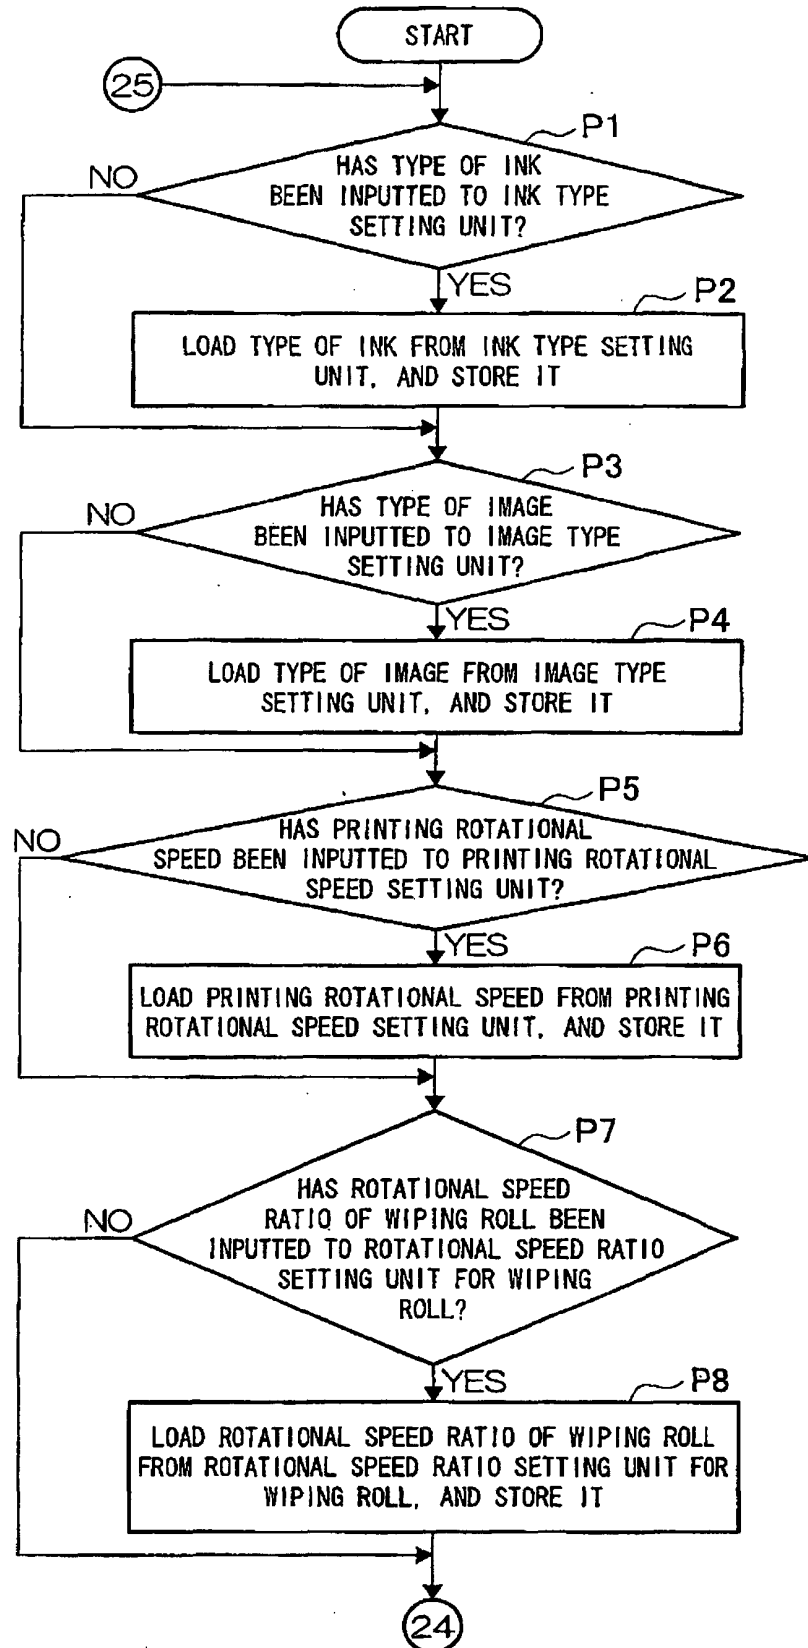 START
25
P1
HAS TYPE OF INK
NO
BEEN INPUTTED TO INK TYPE
SETTING UNIT?
YES
P2
LOAD TYPE OF INK FROM INK TYPE SETTING
UNIT, AND STORE IT
P3
HAS TYPE OF IMAGE
NO
BEEN INPUTTED TO IMAGE TYPE
SETTING UNIT?
YES
P4
LOAD TYPE OF IMAGE FROM IMAGE TYPE
SETTING UNIT, AND STORE IT
P5
HAS PRINTING ROTATIONAL
NO
SPEED BEEN INPUTTED TO PRINTING ROTATIONAL
SPEED SETTING UNIT?
YES
P6
LOAD PRINTING ROTATIONAL SPEED FROM PRINTING
ROTATIONAL SPEED SETTING UNIT, AND STORE IT
P7
HAS ROTATIONAL SPEED
RATIO OF WIPING ROLL BEEN
NO
INPUTTED TO ROTATIONAL SPEED RATIO
SETTING UNIT FOR WIPING
ROLL?
YES
P8
LOAD ROTATIONAL SPEED RATIO OF WIPING ROLL
FROM ROTATIONAL SPEED RATIO SETTING UNIT FOR
WIPING ROLL, AND STORE IT
24